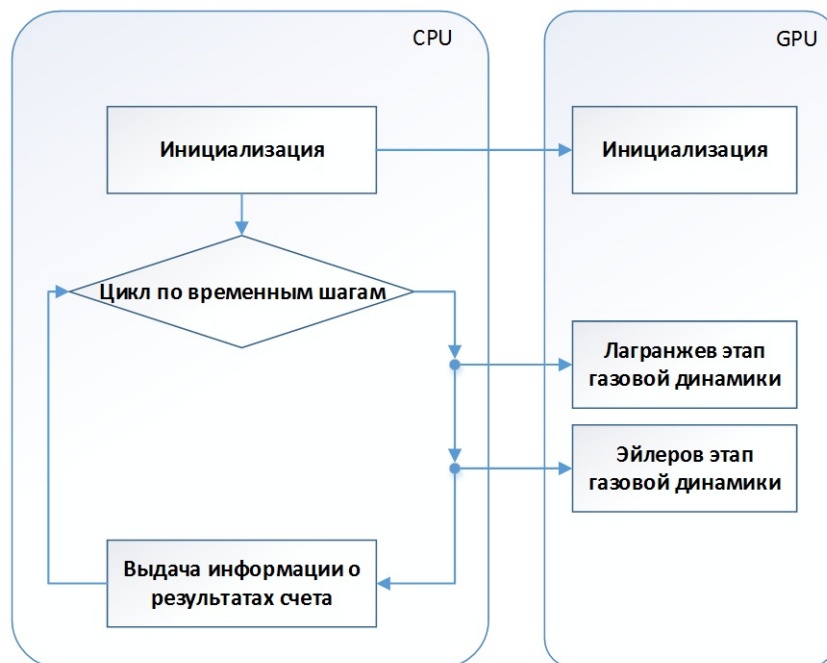 CPU
GPU
Инициализация
Инициализация
Цикл по временным шагам
Лагранжев этап
газовой динамики
Эйлеров этап
газовой динамики
Выдача информации о
результатах счета